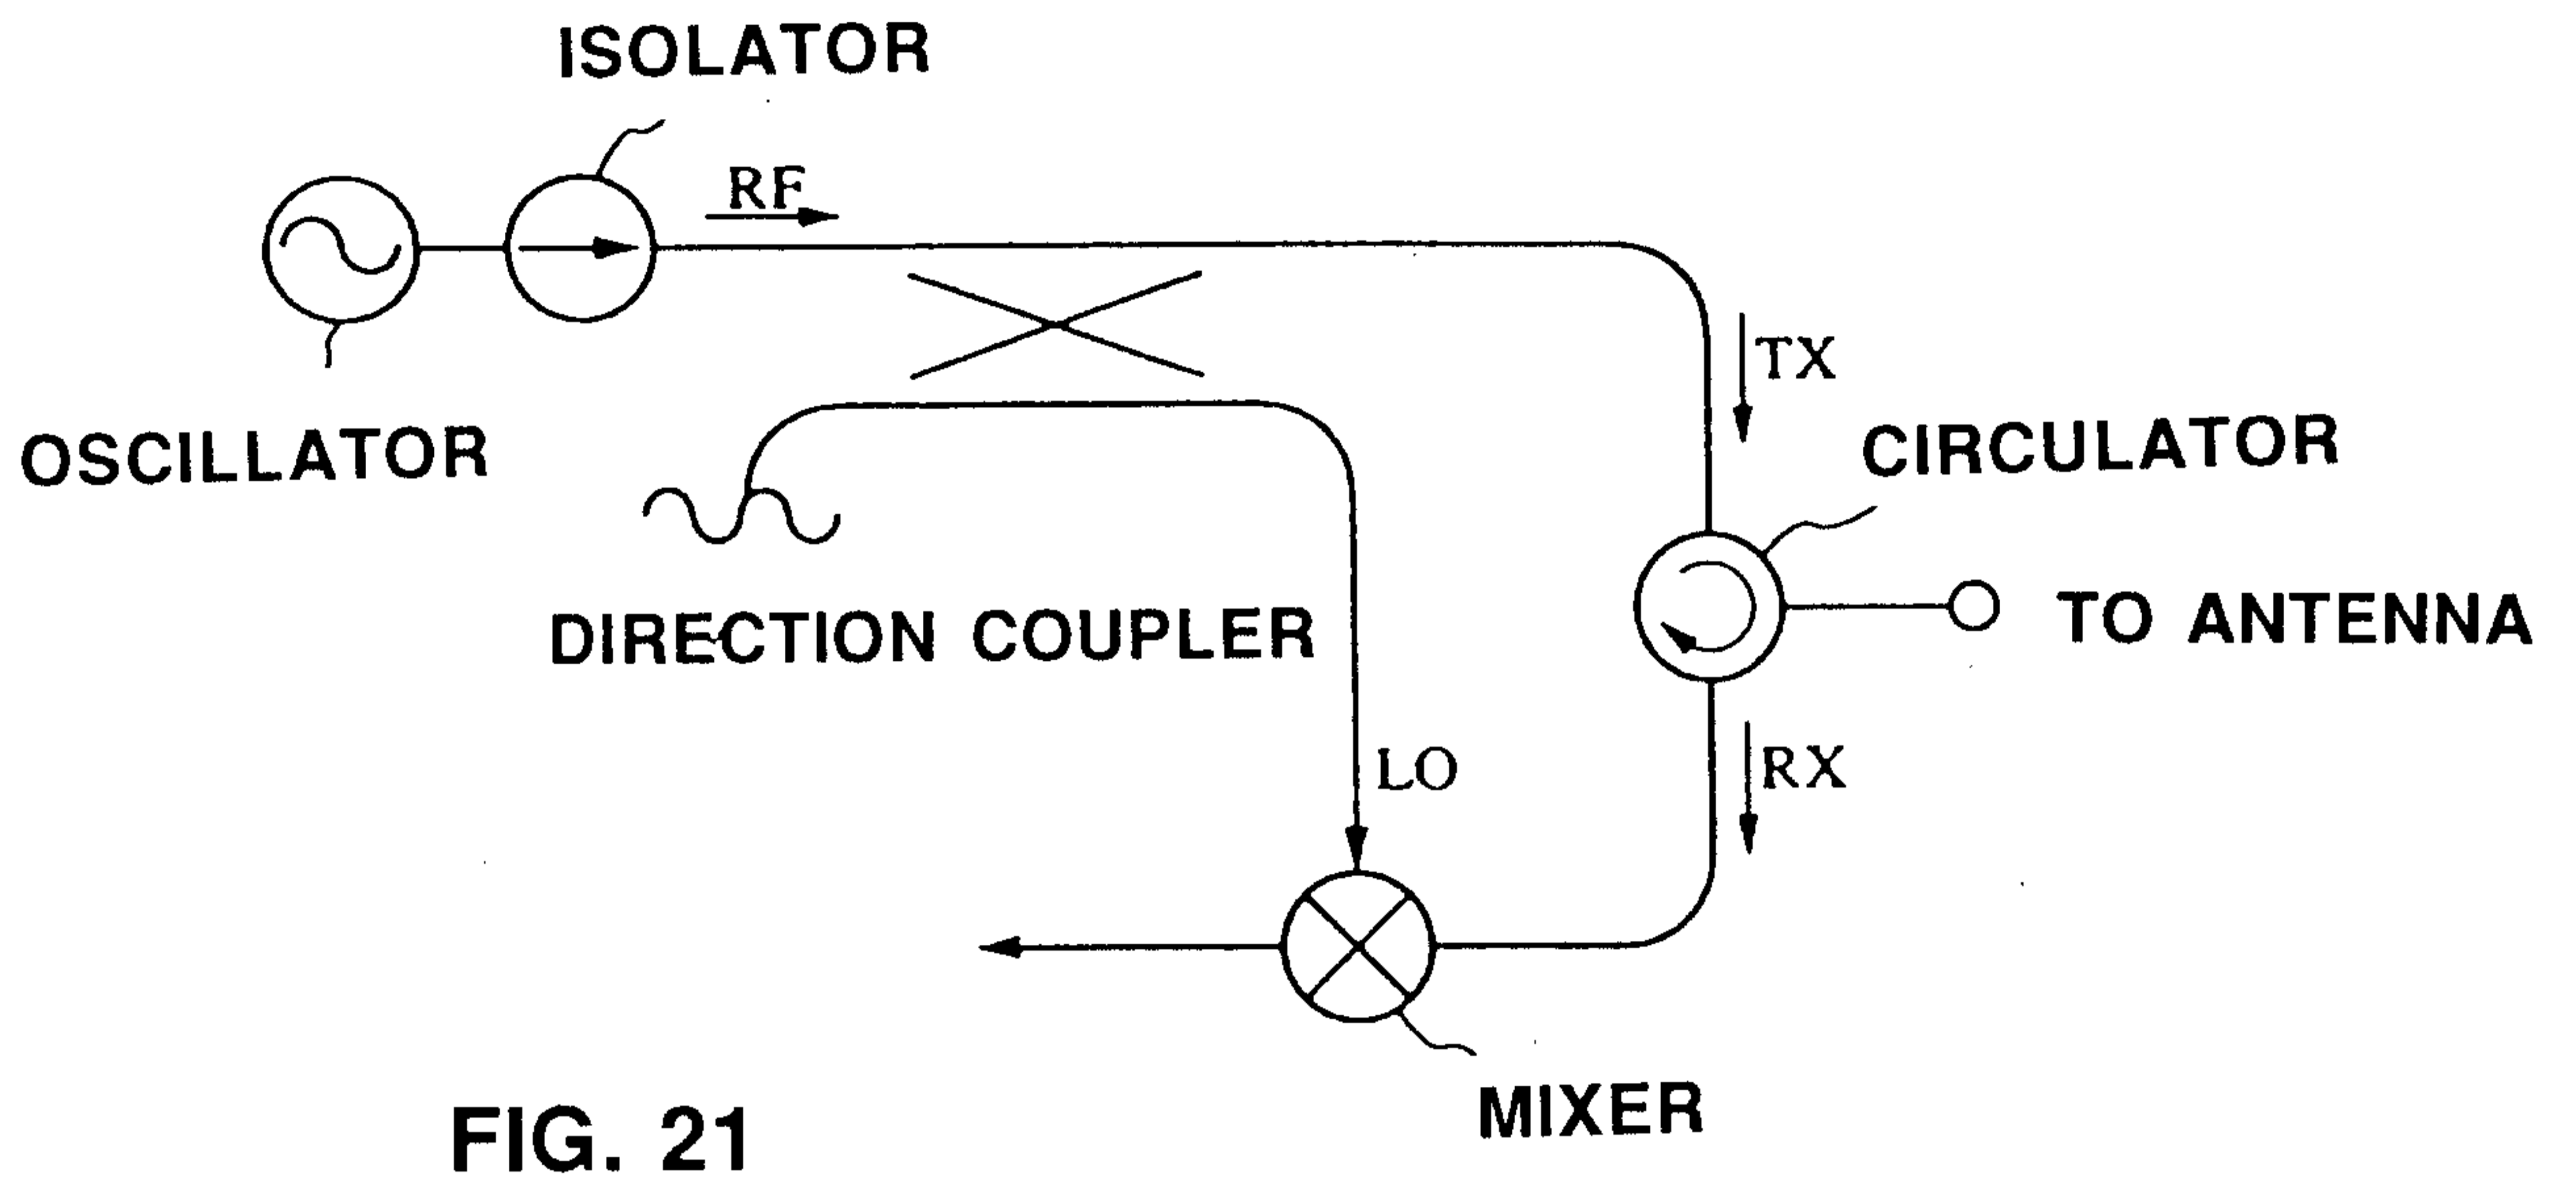 ISOLATOR
RF
OSCILLATOR
TX
CIRCULATOR
DIRECTION COUPLER
TO ANTENNA
LO
RX
MIXER
FIG. 21